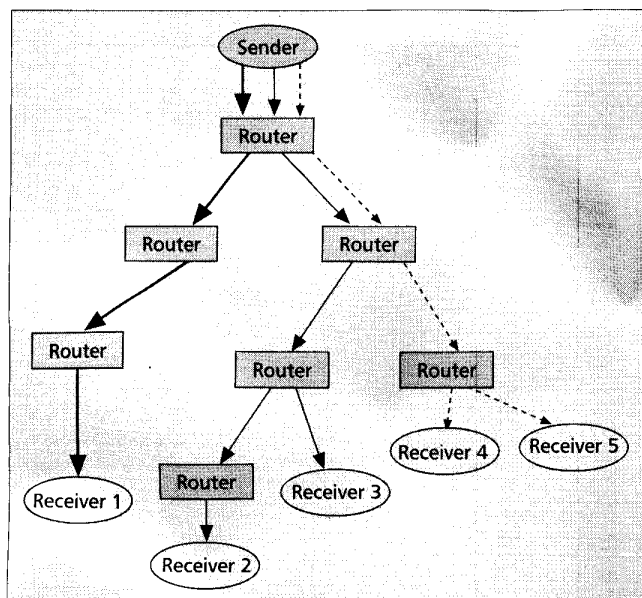 Sender
Router
Router
Router
Router
Router
Router
Receiver 4
Receiver 5
Router
Receiver 3
Receiver 1
Receiver 2